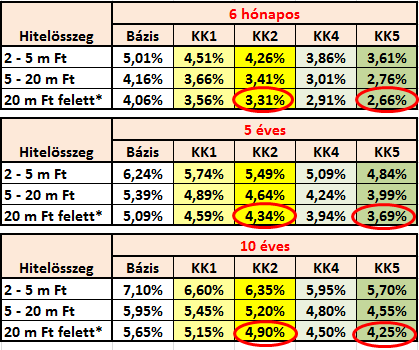 6 hónapos
Hitelösszeg Bázis KK1 KK2 KK4 KK5
2 - 5 m Ft 5,01% 4,51% 4,26% 3,86% 3,61%
5 - 20 m Ft 4,16% 3,66% 3,41% 3,01% 2,76%
20 m Ft felett* 4,06% 3,56% 3,31% 2,91% 2,66%
5 éves
Hitelösszeg Bázis KK1 KK2 KK4 KK5
2 - 5 m Ft 6,24% 5,74% 5,49% 5,09% 4,84%
5 - 20 m Ft 5,39% 4,89% 4,64% 4,24% 3,99%
20 m Ft felett* 5,09% 4,59% 4,34% 3,94% 3,69%
10 éves
Hitelösszeg Bázis KK1 KK2 KK4 KK5
2 - 5 m Ft 7,10% 6,60% 6,35% 5,95% 5,70%
5 - 20 m Ft 5,95% 5,45% 5,20% 4,80% 4,55%
20 m Ft felett* 5,65% 5,15% 4,90% 4,50% 4,25%